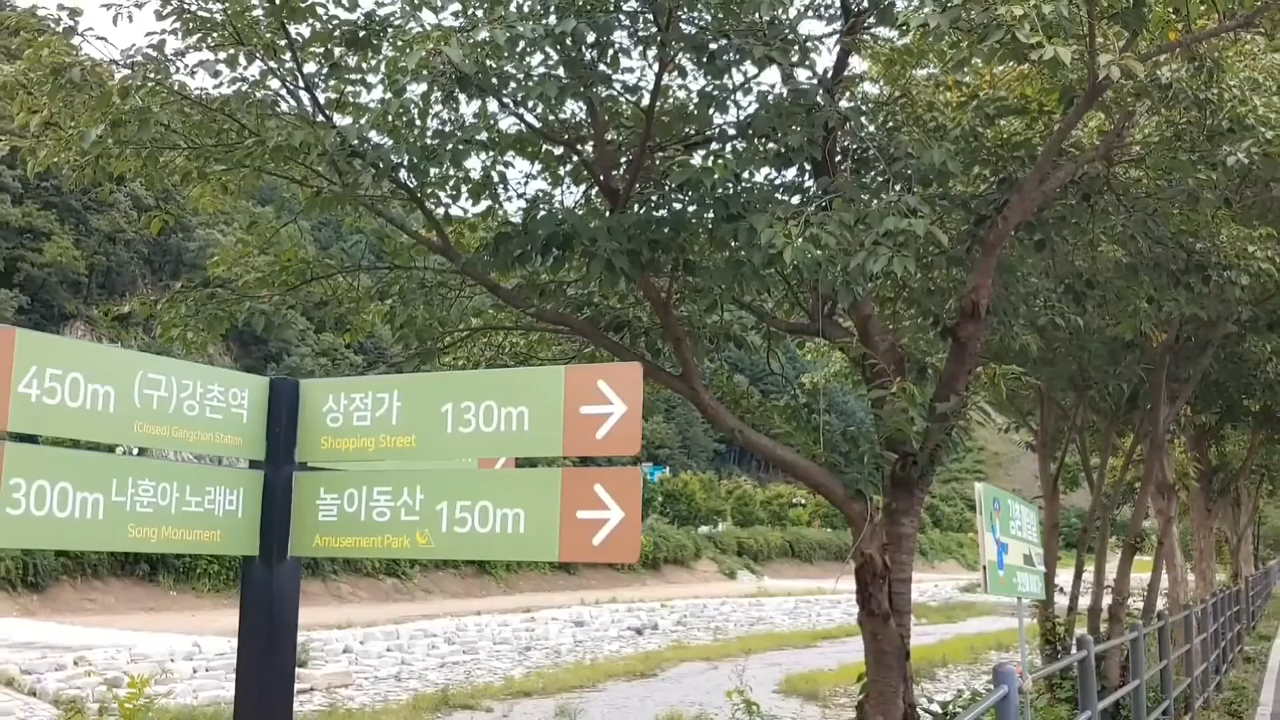 450m (구)강촌역
(Closed) Gangchon Station
300m 나훈아 노래비
Song Monument
상점가 130m
Shopping Street
놀이동산 150m
Amusement Park